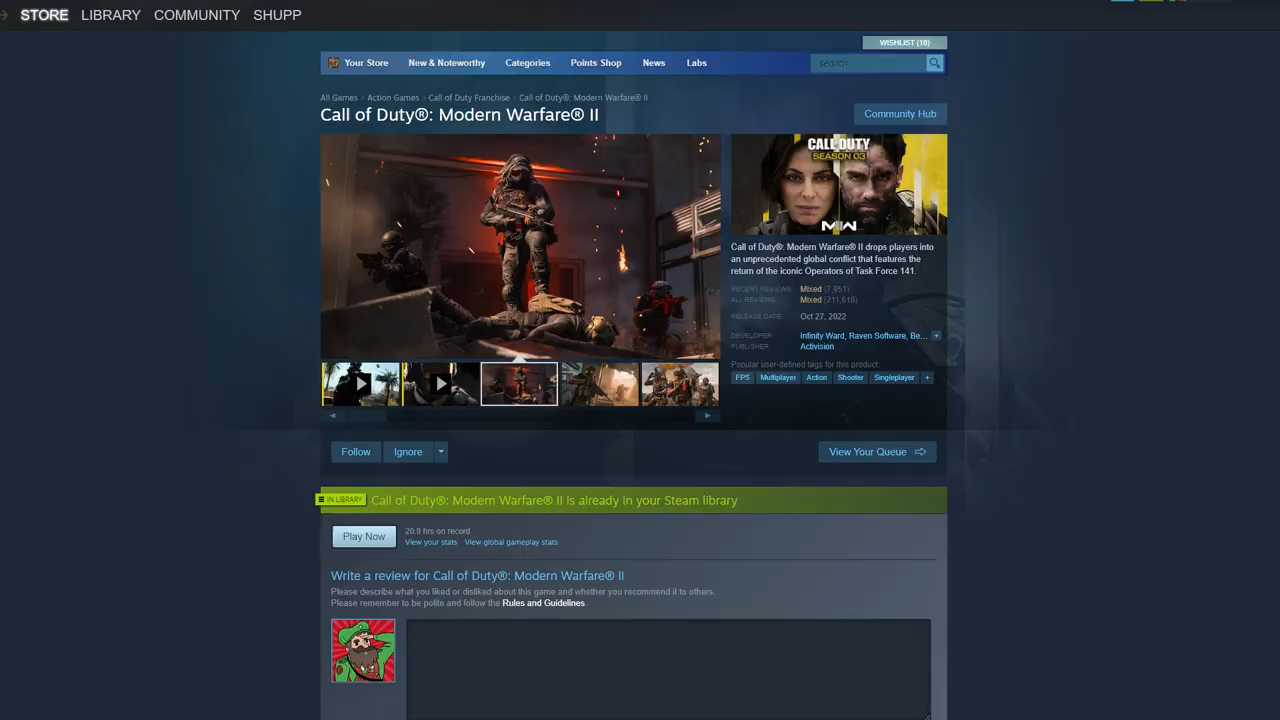 STORE LIBRARY COMMUNITY SHUPP
WISHLIST (10)
Your Store New & Noteworthy Categories Points Shop News Labs search
All Games > Action Games > Call of Duty Franchise > Call of Duty®: Modern Warfare® II
Call of Duty®: Modern Warfare® II
Community Hub
CALL OF DUTY
SEASON 03
MWII
Call of Duty®: Modern Warfare® II drops players into
an unprecedented global conflict that features the
return of the iconic Operators of Task Force 141.
RECENT REVIEWS: Mixed (7,951)
ALL REVIEWS: Mixed (211,618)
RELEASE DATE: Oct 27, 2022
DEVELOPER: Infinity Ward, Raven Software, Be... +
PUBLISHER: Activision
Popular user-defined tags for this product:
FPS Multiplayer Action Shooter Singleplayer +
Follow Ignore View Your Queue
IN LIBRARY Call of Duty®: Modern Warfare® II is already in your Steam library
Play Now
20.9 hrs on record
View your stats View global gameplay stats
Write a review for Call of Duty®: Modern Warfare® II
Please describe what you liked or disliked about this game and whether you recommend it to others.
Please remember to be polite and follow the Rules and Guidelines.